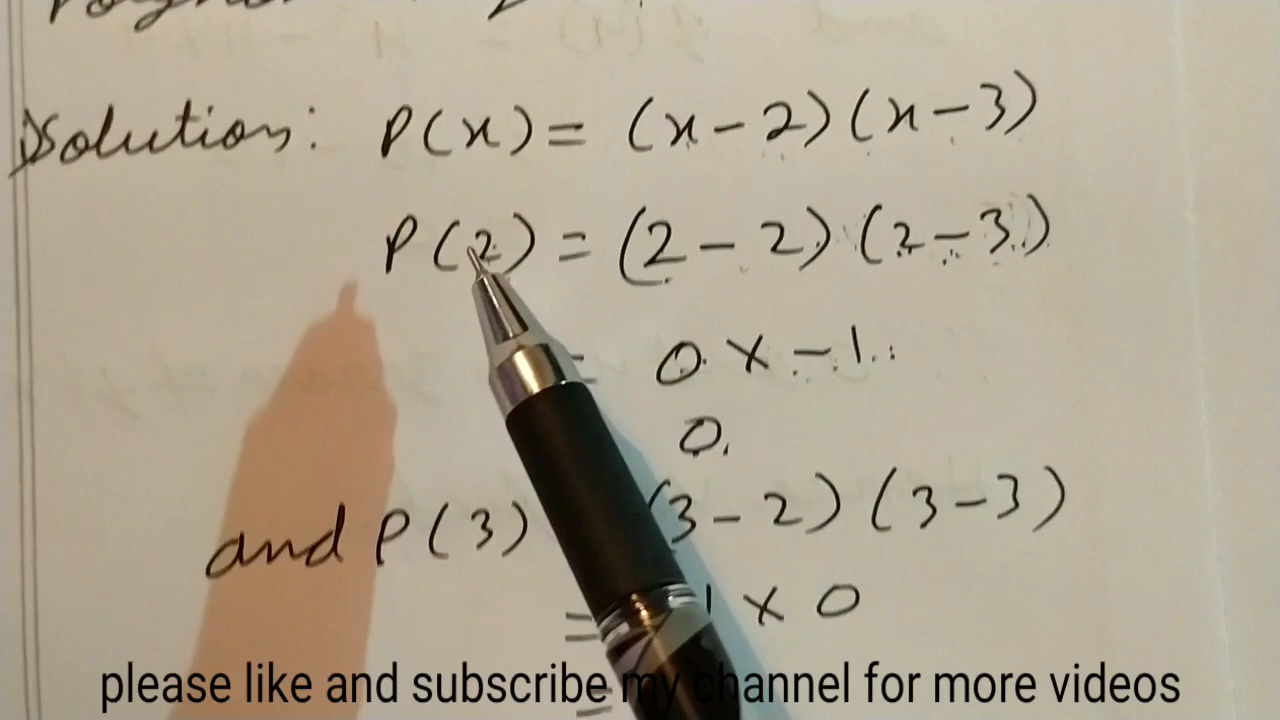 Solution: P(x) = (x-2)(x-3)
P(2) = (2-2)(2-3)
= 0 x -1
0.
and P(3) (3-2)(3-3)
= 1 x 0
=
please like and subscribe my channel for more videos